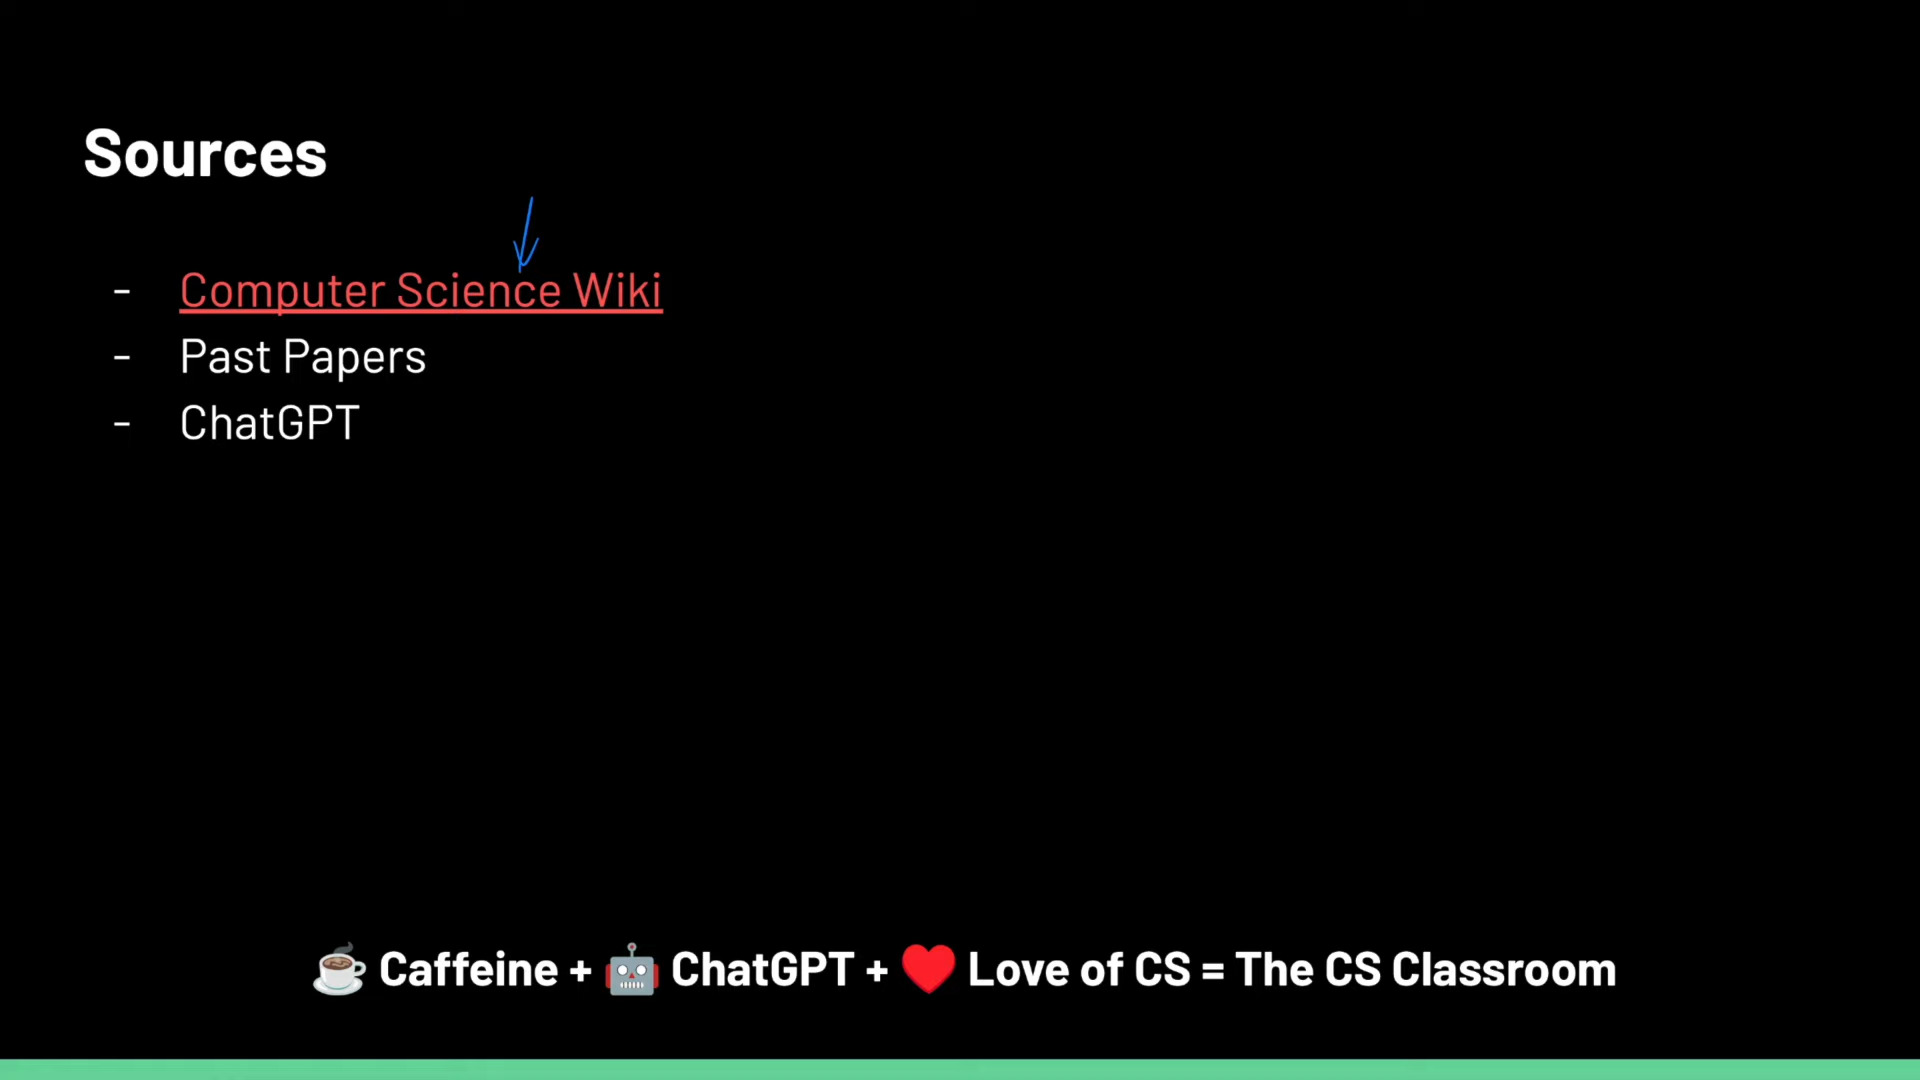 Sources
- Computer Science Wiki
- Past Papers
- ChatGPT
☕ Caffeine + 🤖 ChatGPT + ❤️ Love of CS = The CS Classroom